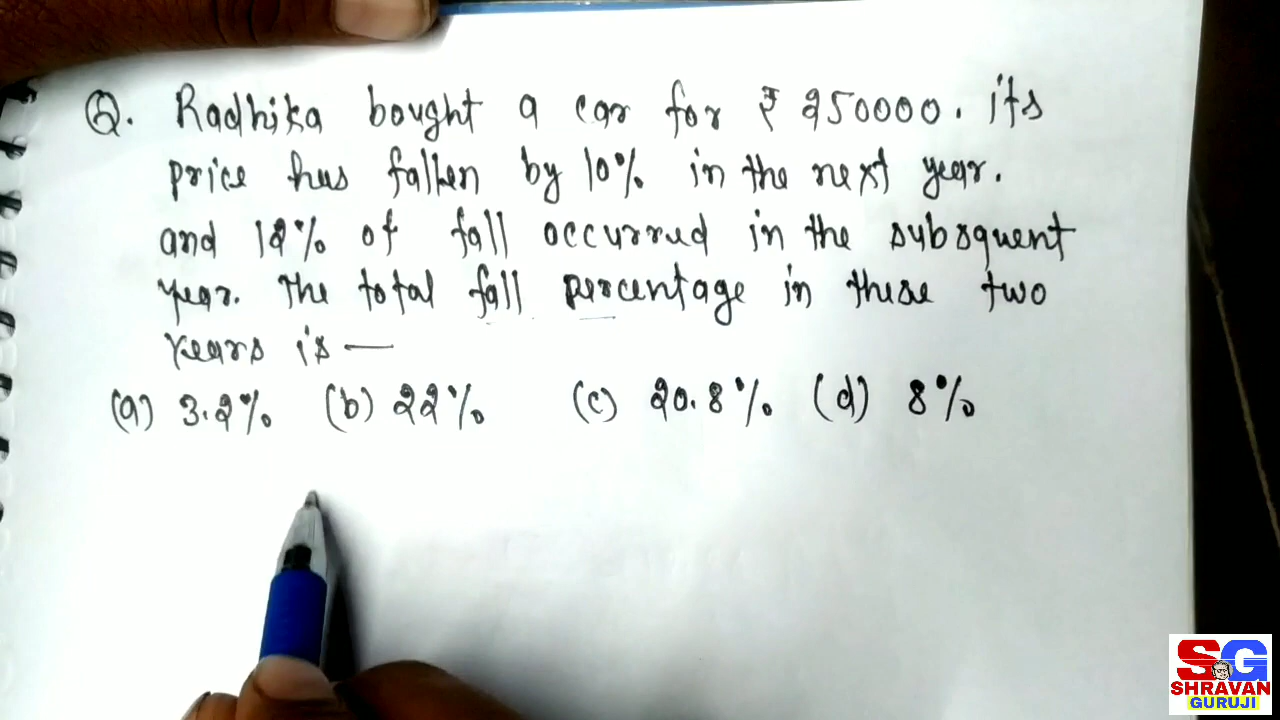 Q. Radhika bought a car for ₹ 250000. its
price has fallen by 10% in the next year.
and 12% of fall occurred in the subsquent
year. The total fall percentage in these two
years is —
(a) 3.2% (b) 22% (c) 20.8% (d) 8%
SG
SHRAVAN
GURUJI